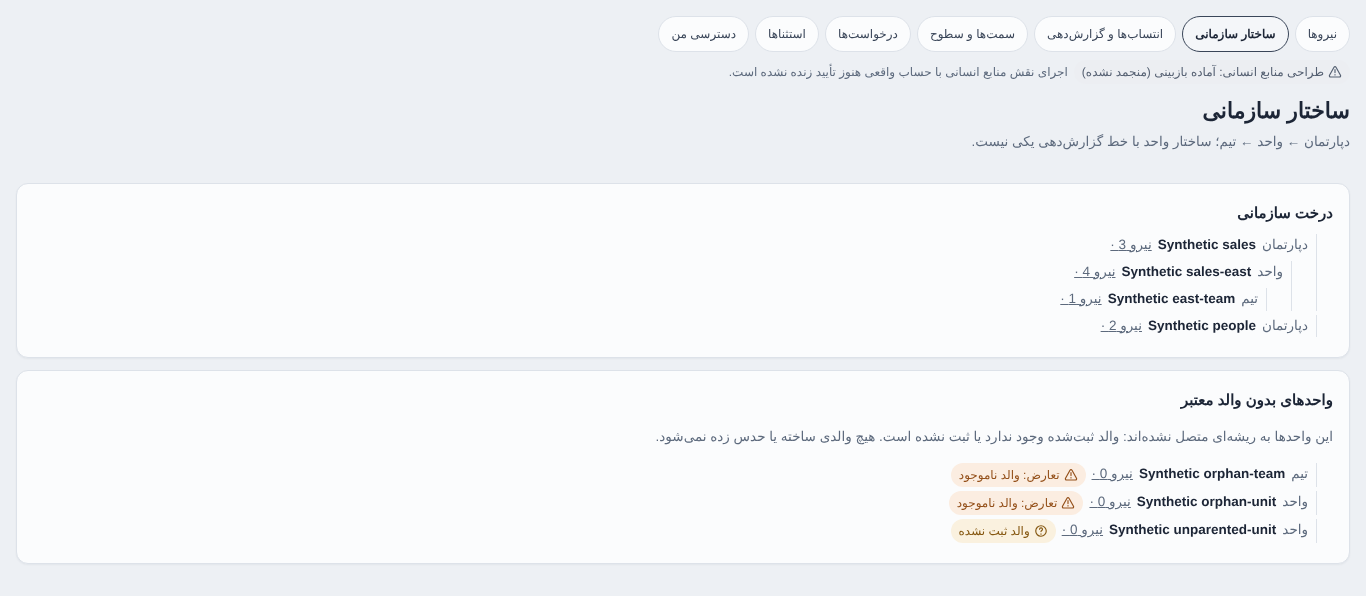 نیروها
ساختار سازمانی
انتساب‌ها و گزارش‌دهی
سمت‌ها و سطوح
درخواست‌ها
استثناها
دسترسی من
طراحی منابع انسانی: آماده بازبینی (منجمد نشده) اجرای نقش منابع انسانی با حساب واقعی هنوز تأیید زنده نشده است.
ساختار سازمانی
دپارتمان ← واحد ← تیم؛ ساختار واحد با خط گزارش‌دهی یکی نیست.
درخت سازمانی
دپارتمان Synthetic sales نیرو 3 ·
واحد Synthetic sales-east نیرو 4 ·
تیم Synthetic east-team نیرو 1 ·
دپارتمان Synthetic people نیرو 2 ·
واحدهای بدون والد معتبر
این واحدها به ریشه‌ای متصل نشده‌اند: والد ثبت‌شده وجود ندارد یا ثبت نشده است. هیچ والدی ساخته یا حدس زده نمی‌شود.
تیم Synthetic orphan-team نیرو 0 · تعارض: والد ناموجود
واحد Synthetic orphan-unit نیرو 0 · تعارض: والد ناموجود
واحد Synthetic unparented-unit نیرو 0 · والد ثبت نشده